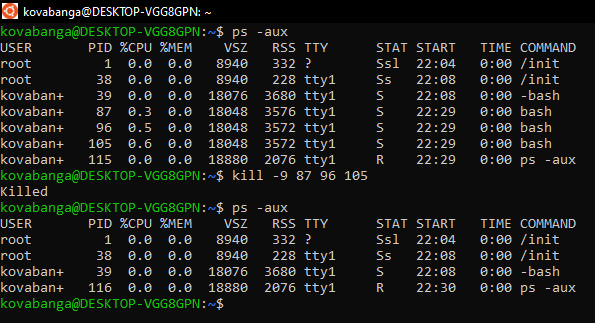 kovabanga@DESKTOP-VGG8GPN: ~
kovabanga@DESKTOP-VGG8GPN:~$ ps -aux
USER       PID %CPU %MEM    VSZ   RSS TTY      STAT START   TIME COMMAND
root         1  0.0  0.0   8940   332 ?        Ssl  22:04   0:00 /init
root        38  0.0  0.0   8940   228 tty1     Ss   22:08   0:00 /init
kovaban+    39  0.0  0.0  18076  3680 tty1     S    22:08   0:00 -bash
kovaban+    87  0.3  0.0  18048  3576 tty1     S    22:29   0:00 bash
kovaban+    96  0.5  0.0  18048  3572 tty1     S    22:29   0:00 bash
kovaban+   105  0.6  0.0  18048  3572 tty1     S    22:29   0:00 bash
kovaban+   115  0.0  0.0  18880  2076 tty1     R    22:29   0:00 ps -aux
kovabanga@DESKTOP-VGG8GPN:~$ kill -9 87 96 105
Killed
kovabanga@DESKTOP-VGG8GPN:~$ ps -aux
USER       PID %CPU %MEM    VSZ   RSS TTY      STAT START   TIME COMMAND
root         1  0.0  0.0   8940   332 ?        Ssl  22:04   0:00 /init
root        38  0.0  0.0   8940   228 tty1     Ss   22:08   0:00 /init
kovaban+    39  0.0  0.0  18076  3680 tty1     S    22:08   0:00 -bash
kovaban+   116  0.0  0.0  18880  2076 tty1     R    22:30   0:00 ps -aux
kovabanga@DESKTOP-VGG8GPN:~$